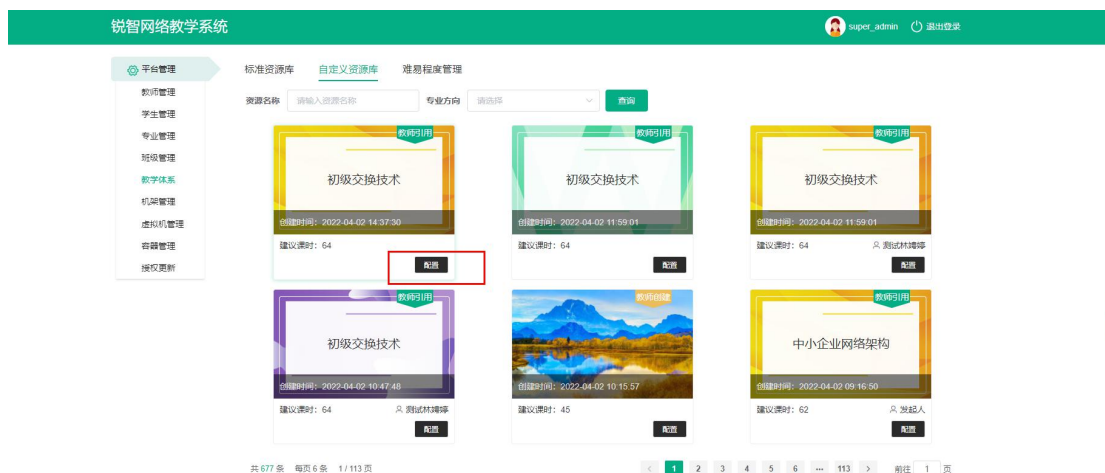 锐智网络教学系统
super_admin 退出登录
平台管理
教师管理
学生管理
专业管理
班级管理
教学体系
机架管理
虚拟机管理
容器管理
授权更新
标准资源库 自定义资源库 难易程度管理
资源名称 请输入资源名称 专业方向 请选择 查询
教师引用 教师引用 教师引用
初级交换技术 初级交换技术 初级交换技术
创建时间：2022-04-02 14:37:30 创建时间：2022-04-02 11:59:01 创建时间：2022-04-02 11:59:01
建议课时：64 建议课时：64 建议课时：64 测试林婷婷
配置 配置 配置
教师引用 教师创建 教师引用
初级交换技术 中小企业网络架构
创建时间：2022-04-02 10:47:48 创建时间：2022-04-02 10:15:57 创建时间：2022-04-02 09:16:50
建议课时：64 测试林婷婷 建议课时：45 建议课时：62 发起人
配置 配置 配置
共 677 条 每页 6 条 1 / 113 页 < 1 2 3 4 5 6 ··· 113 > 前往 1 页